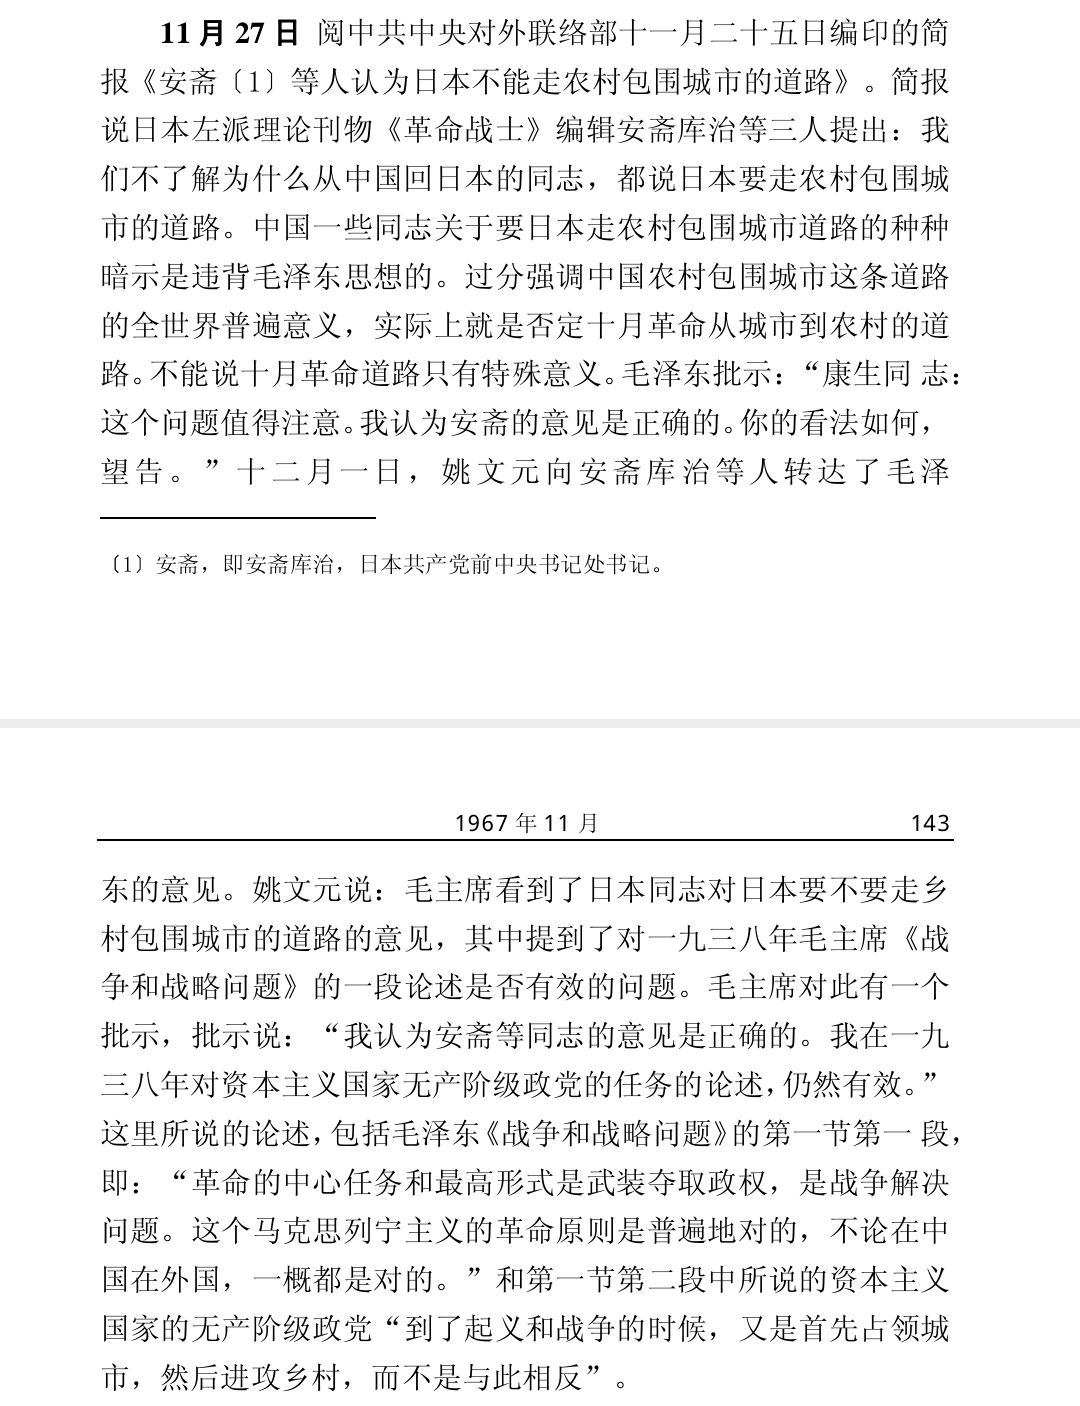 11 月 27 日 阅中共中央对外联络部十一月二十五日编印的简
报《安斋〔1〕等人认为日本不能走农村包围城市的道路》。简报
说日本左派理论刊物《革命战士》编辑安斋库治等三人提出：我
们不了解为什么从中国回日本的同志，都说日本要走农村包围城
市的道路。中国一些同志关于要日本走农村包围城市道路的种种
暗示是违背毛泽东思想的。过分强调中国农村包围城市这条道路
的全世界普遍意义，实际上就是否定十月革命从城市到农村的道
路。不能说十月革命道路只有特殊意义。毛泽东批示：“康生同 志：
这个问题值得注意。我认为安斋的意见是正确的。你的看法如何，
望告。”十二月一日，姚文元向安斋库治等人转达了毛泽
〔1〕安斋，即安斋库治，日本共产党前中央书记处书记。
1967 年 11 月 143
东的意见。姚文元说：毛主席看到了日本同志对日本要不要走乡
村包围城市的道路的意见，其中提到了对一九三八年毛主席《战
争和战略问题》的一段论述是否有效的问题。毛主席对此有一个
批示，批示说：“我认为安斋等同志的意见是正确的。我在一九
三八年对资本主义国家无产阶级政党的任务的论述，仍然有效。”
这里所说的论述，包括毛泽东《战争和战略问题》的第一节第一 段，
即：“革命的中心任务和最高形式是武装夺取政权，是战争解决
问题。这个马克思列宁主义的革命原则是普遍地对的，不论在中
国在外国，一概都是对的。”和第一节第二段中所说的资本主义
国家的无产阶级政党“到了起义和战争的时候，又是首先占领城
市，然后进攻乡村，而不是与此相反”。